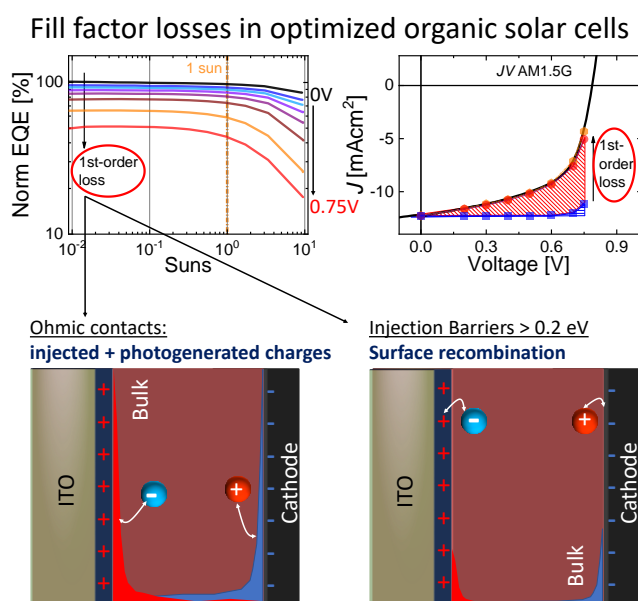 Fill factor losses in optimized organic solar cells
Norm EQE [%]
100
10
1 sun
0V
0.75V
1st-order
loss
10⁻² 10⁻¹ 10⁰ 10¹
Suns
JV AM1.5G
J [mAcm²]
0
-5
-10
1st-
order
loss
0.0 0.3 0.6 0.9
Voltage [V]
Ohmic contacts:
injected + photogenerated charges
ITO
+ + + + + + +
Bulk
-
+
- - - - - - - -
Cathode
Injection Barriers > 0.2 eV
Surface recombination
ITO
+ + + + + + +
-
+
Bulk
- - - - - - - -
Cathode